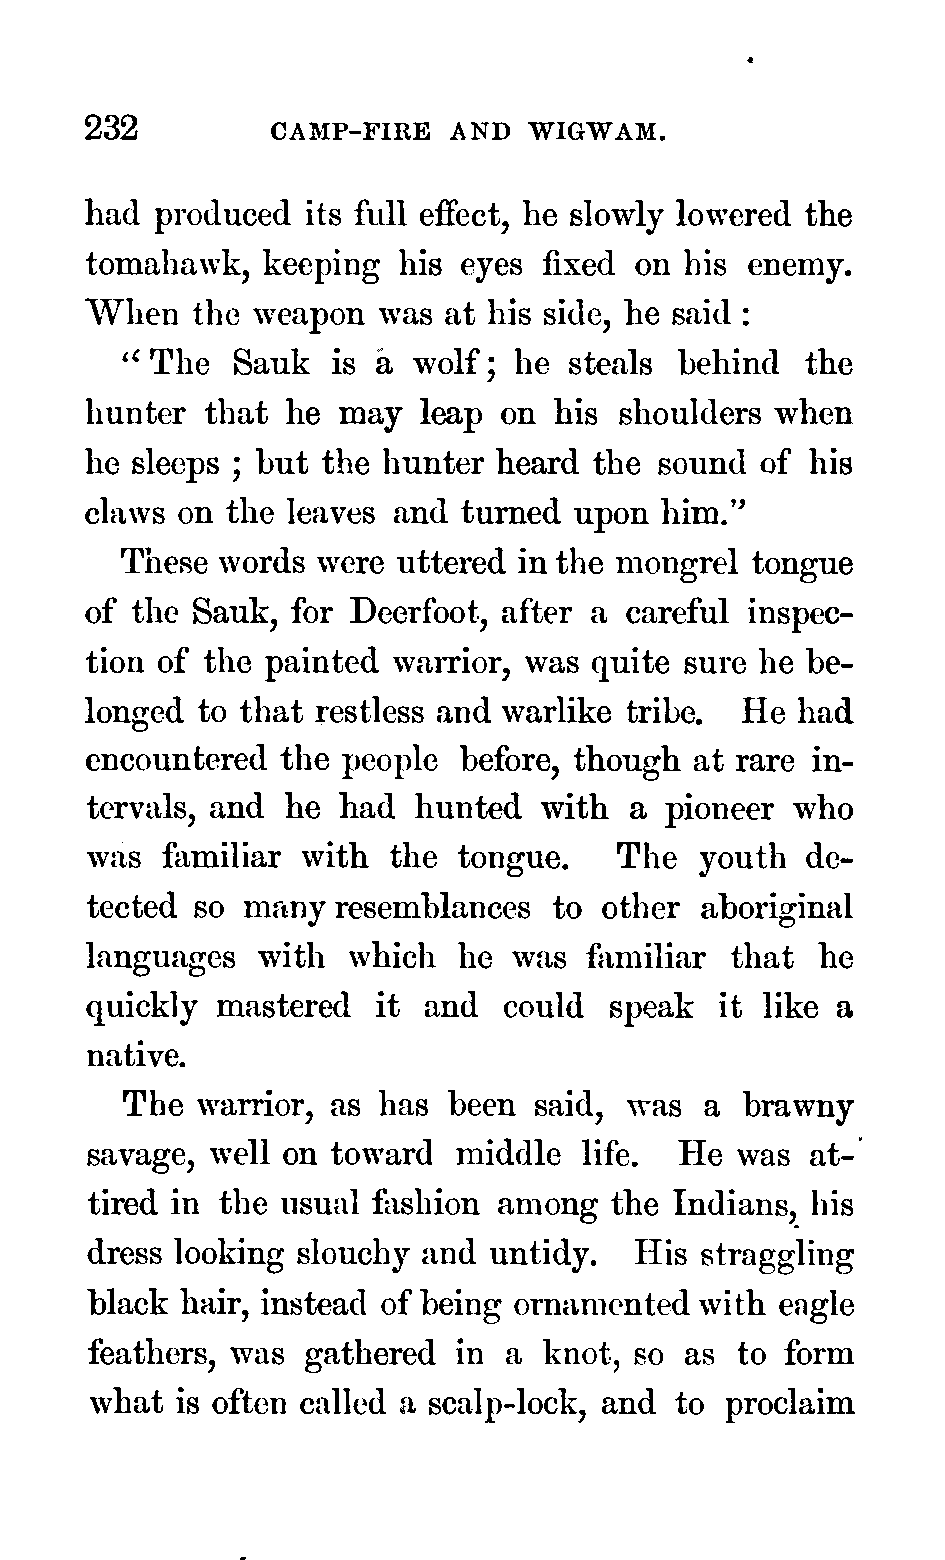 232 CAMP-FIRE AND WIGWAM.
had produced its full effect, he slowly lowered the
tomahawk, keeping his eyes fixed on his enemy.
When the weapon was at his side, he said :
“ The Sauk is a wolf; he steals behind the
hunter that he may leap on his shoulders when
he sleeps ; but the hunter heard the sound of his
claws on the leaves and turned upon him.”
These words were uttered in the mongrel tongue
of the Sauk, for Deerfoot, after a careful inspec-
tion of the painted warrior, was quite sure he be-
longed to that restless and warlike tribe. He had
encountered the people before, though at rare in-
tervals, and he had hunted with a pioneer who
was familiar with the tongue. The youth de-
tected so many resemblances to other aboriginal
languages with which he was familiar that he
quickly mastered it and could speak it like a
native.
The warrior, as has been said, was a brawny
savage, well on toward middle life. He was at-
tired in the usual fashion among the Indians, his
dress looking slouchy and untidy. His straggling
black hair, instead of being ornamented with eagle
feathers, was gathered in a knot, so as to form
what is often called a scalp-lock, and to proclaim